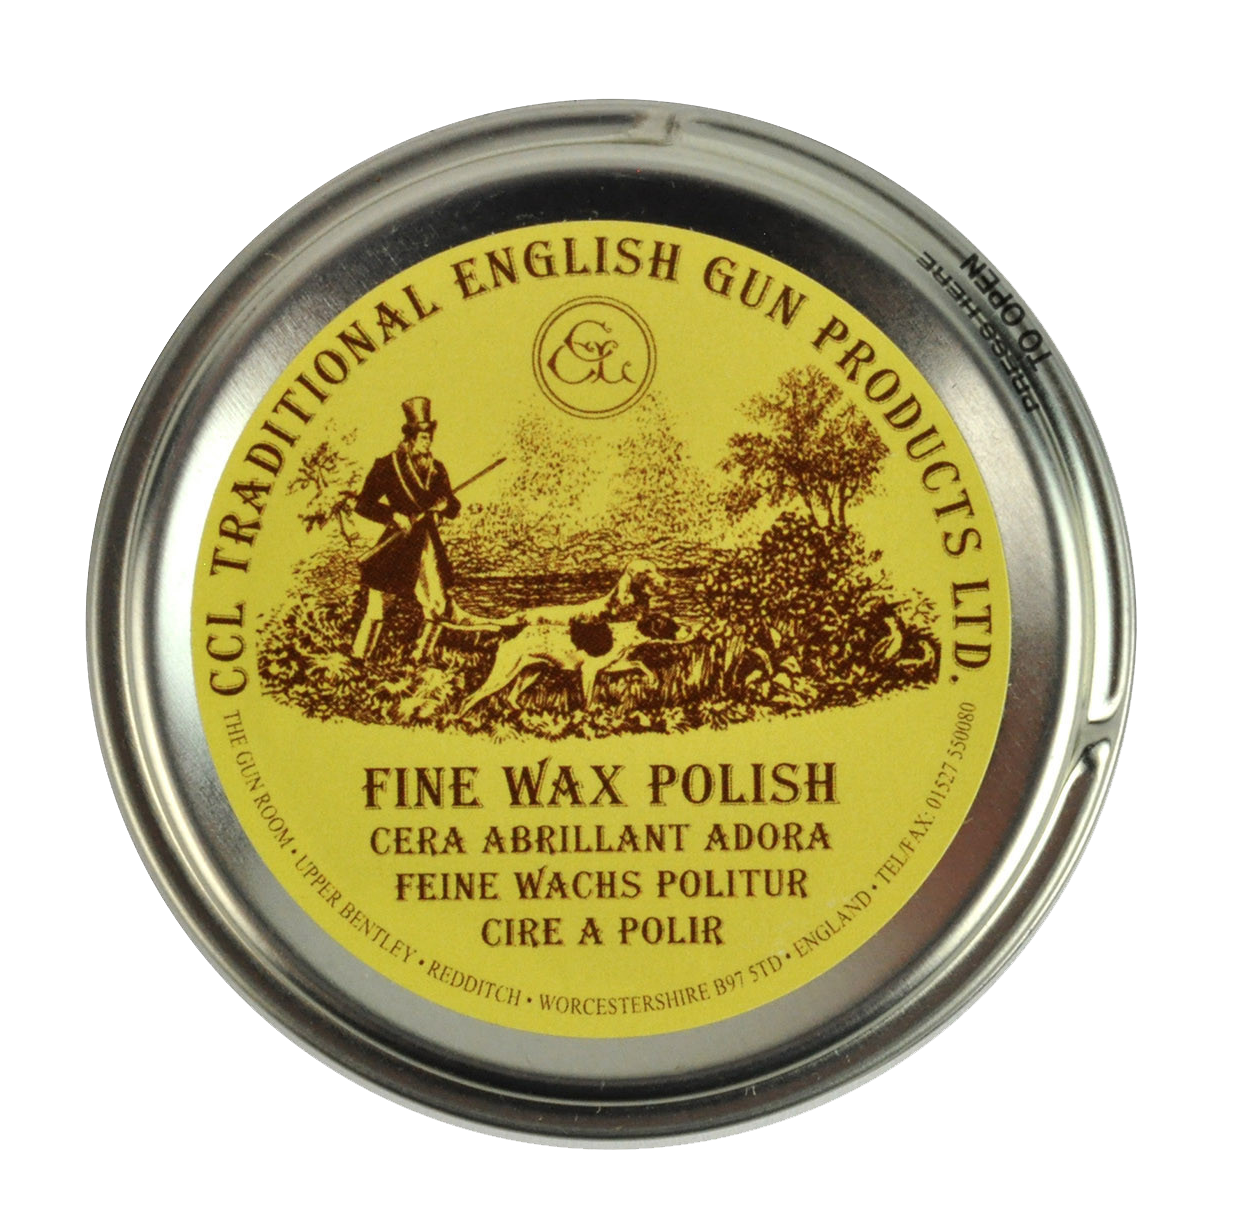 CCL TRADITIONAL ENGLISH GUN PRODUCTS LTD.
PRESS HERE
TO OPEN
FINE WAX POLISH
CERA ABRILLANT ADORA
FEINE WACHS POLITUR
CIRE A POLIR
THE GUN ROOM • UPPER BENTLEY • REDDITCH • WORCESTERSHIRE B97 5TD • ENGLAND • TEL/FAX: 01527 550080